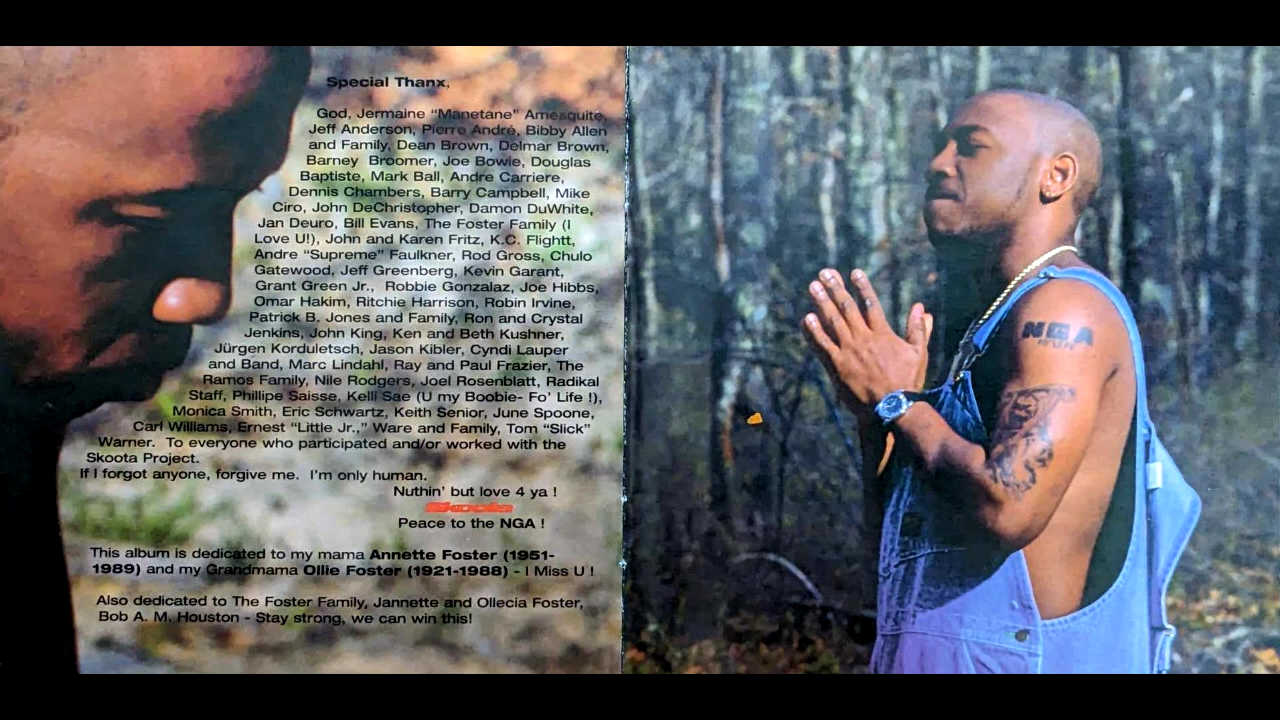 Special Thanx,
God, Jermaine “Manetane” Amesquite,
Jeff Anderson, Pierre André, Bibby Allen
and Family, Dean Brown, Delmar Brown,
Barney Broomer, Joe Bowie, Douglas
Baptiste, Mark Ball, Andre Carriere,
Dennis Chambers, Barry Campbell, Mike
Ciro, John DeChristopher, Damon DuWhite,
Jan Deuro, Bill Evans, The Foster Family (I
Love U!), John and Karen Fritz, K.C. Flightt,
Andre “Supreme” Faulkner, Rod Gross, Chulo
Gatewood, Jeff Greenberg, Kevin Garant,
Grant Green Jr., Robbie Gonzalaz, Joe Hibbs,
Omar Hakim, Ritchie Harrison, Robin Irvine,
Patrick B. Jones and Family, Ron and Crystal
Jenkins, John King, Ken and Beth Kushner,
Jürgen Korduletsch, Jason Kibler, Cyndi Lauper
and Band, Marc Lindahl, Ray and Paul Frazier, The
Ramos Family, Nile Rodgers, Joel Rosenblatt, Radikal
Staff, Phillipe Saisse, Kelli Sae (U my Boobie- Fo’ Life !),
Monica Smith, Eric Schwartz, Keith Senior, June Spoone,
Carl Williams, Ernest “Little Jr.,” Ware and Family, Tom “Slick”
Warner. To everyone who participated and/or worked with the
Skoota Project.
If I forgot anyone, forgive me. I’m only human.
Nuthin’ but love 4 ya !
Skoota
Peace to the NGA !
This album is dedicated to my mama Annette Foster (1951-
1989) and my Grandmama Ollie Foster (1921-1988) - I Miss U !
Also dedicated to The Foster Family, Jannette and Ollecia Foster,
Bob A. M. Houston - Stay strong, we can win this!
NGA